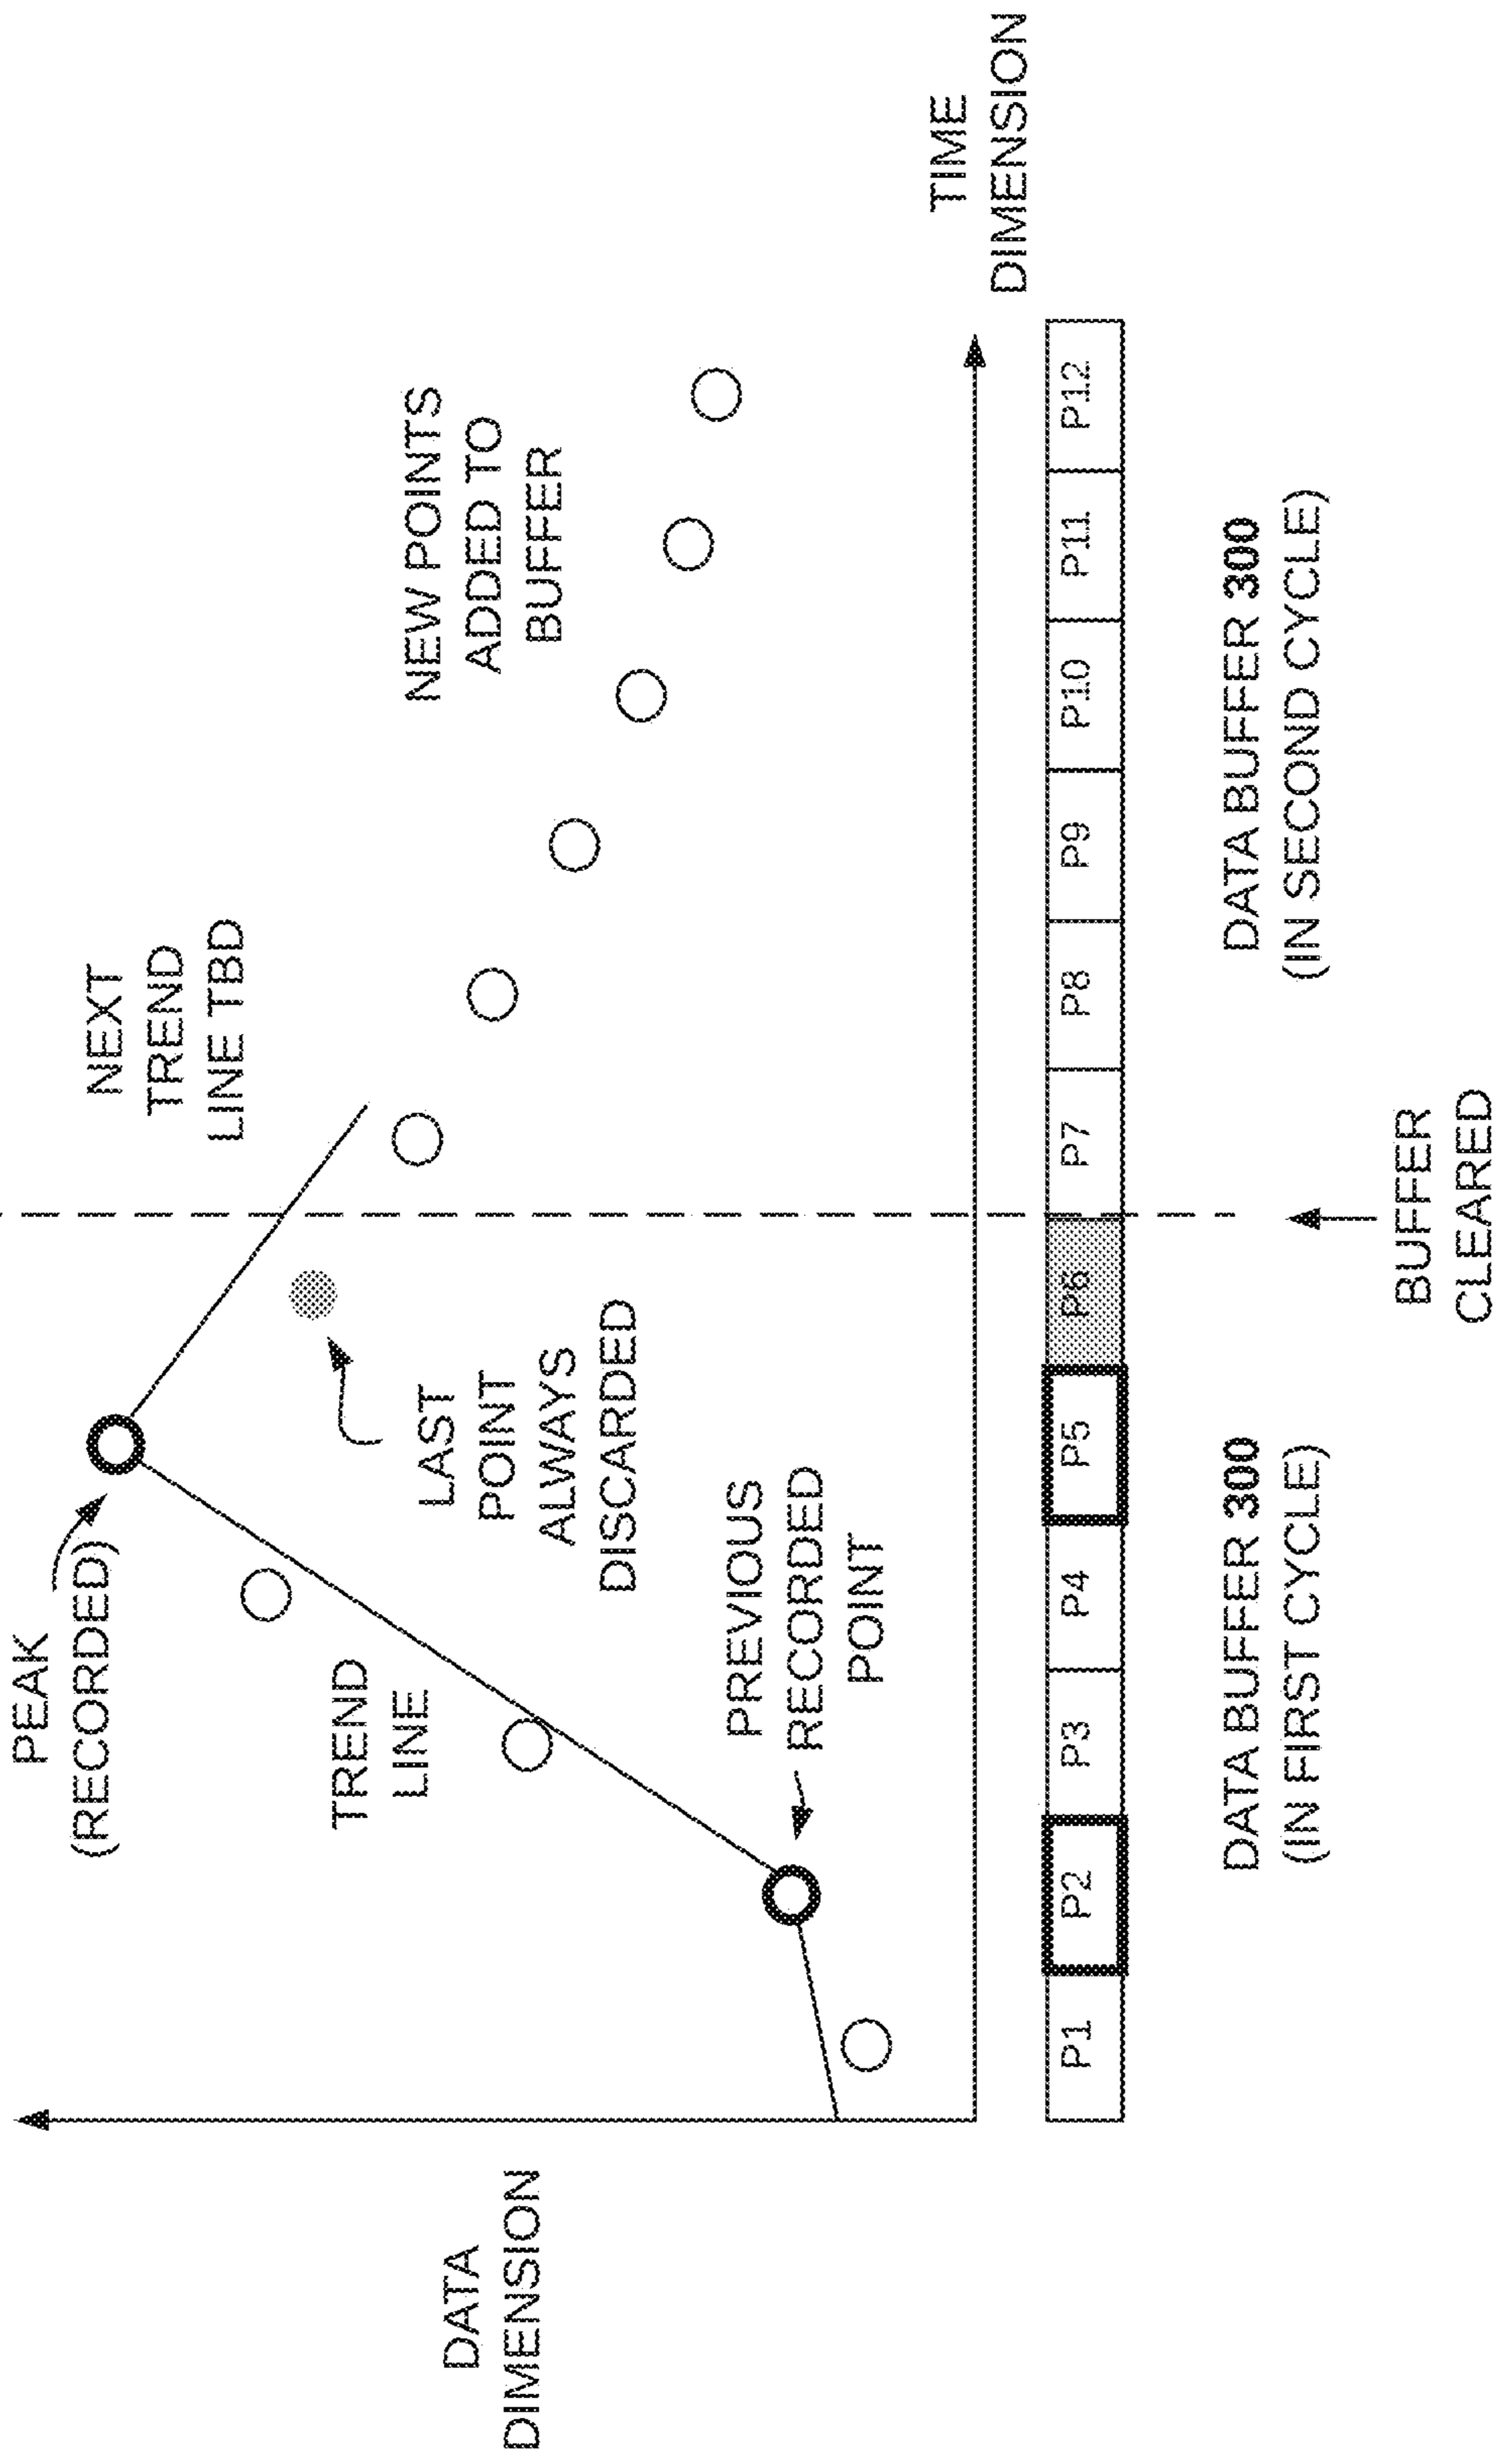 PEAK
(RECORDED)
NEXT
TREND
LINE TBD
TREND
LINE
LAST
POINT
ALWAYS
DISCARDED
NEW POINTS
ADDED TO
BUFFER
DATA
DIMENSION
PREVIOUS
RECORDED
POINT
TIME
DIMENSION
P1 P2 P3 P4 P5 P6 P7 P8 P9 P10 P11 P12
DATA BUFFER 300
(IN FIRST CYCLE)
DATA BUFFER 300
(IN SECOND CYCLE)
BUFFER
CLEARED